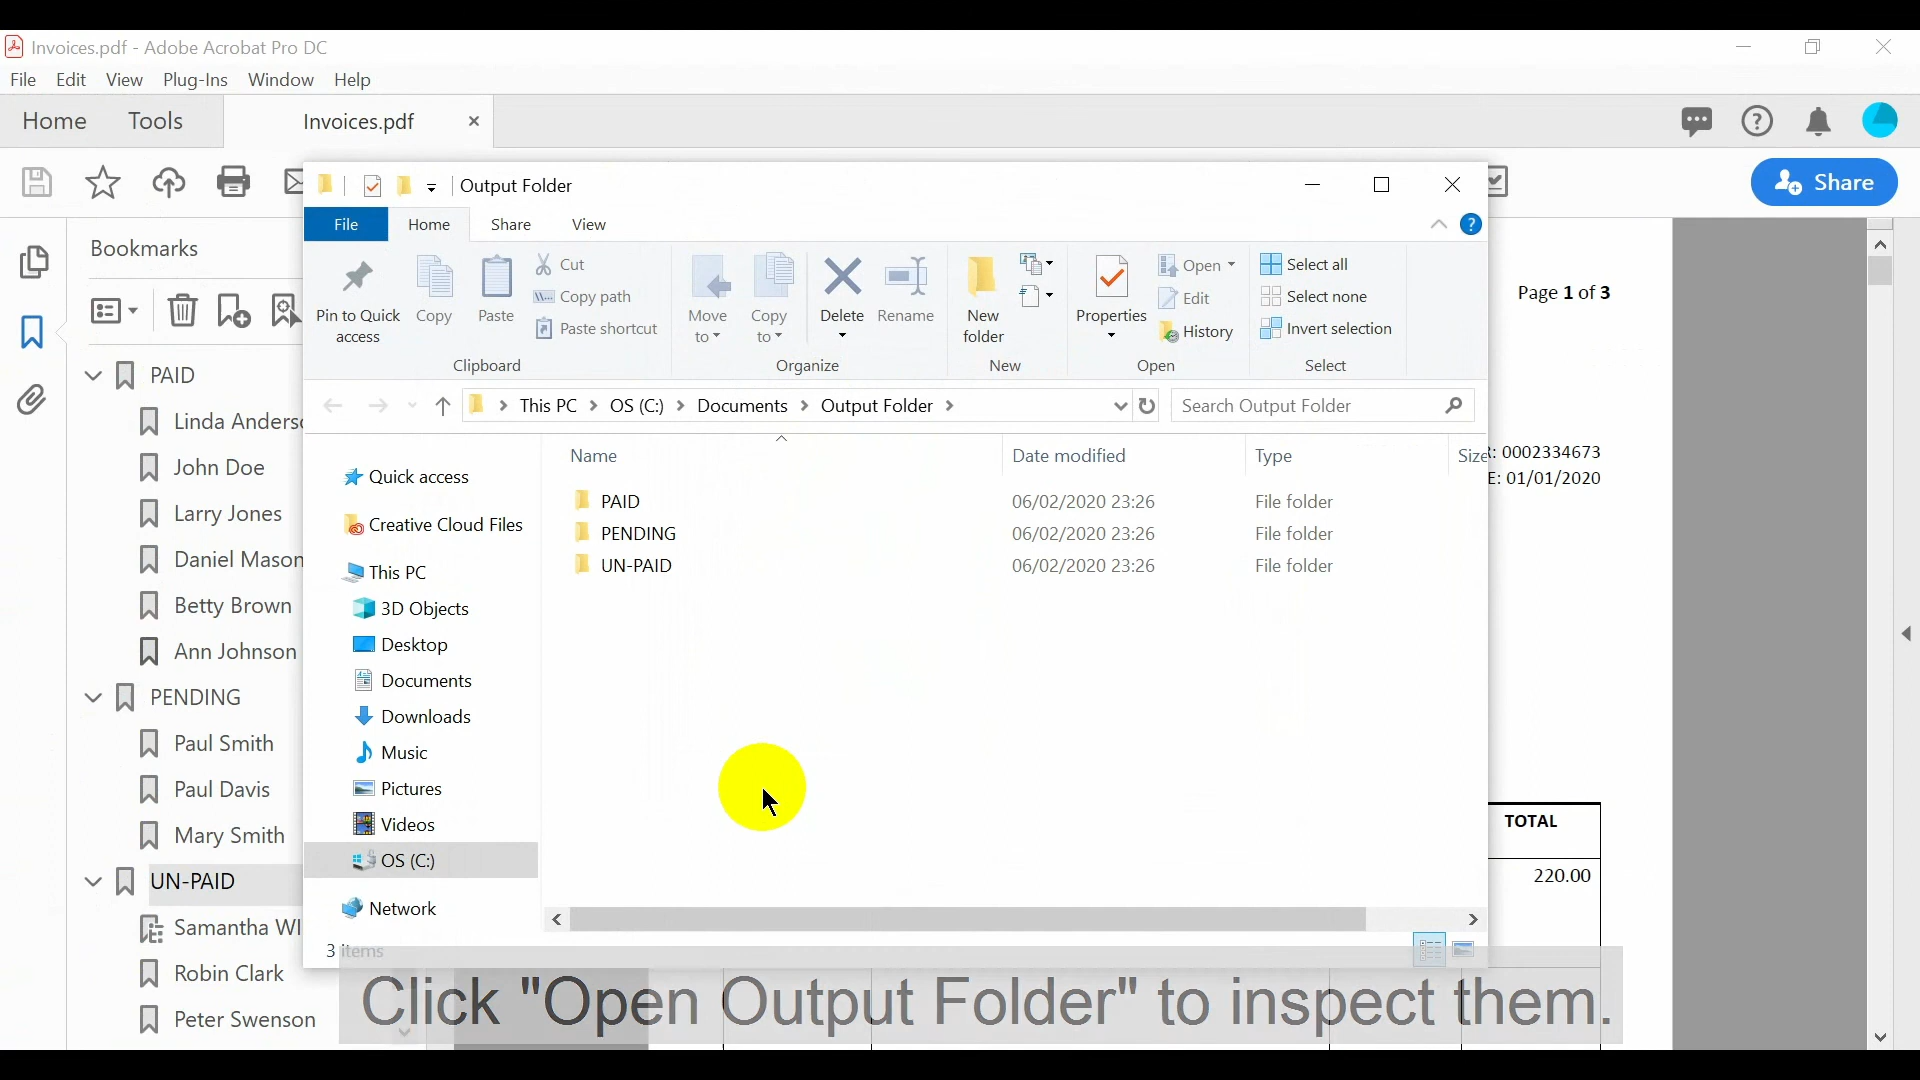 Invoices.pdf - Adobe Acrobat Pro DC
File Edit View Plug-Ins Window Help
Home Tools Invoices.pdf
Share
Output Folder
File Home Share View
Bookmarks
Pin to Quick access
Copy
Paste
Cut
Copy path
Paste shortcut
Clipboard
Move to
Copy to
Delete
Rename
Organize
New folder
New
Properties
Open
Edit
History
Open
Select all
Select none
Invert selection
Select
This PC > OS (C:) > Documents > Output Folder >
Search Output Folder
Name Date modified Type Size
PAID 06/02/2020 23:26 File folder
PENDING 06/02/2020 23:26 File folder
UN-PAID 06/02/2020 23:26 File folder
Quick access
Creative Cloud Files
This PC
3D Objects
Desktop
Documents
Downloads
Music
Pictures
Videos
OS (C:)
Network
3 items
PAID
Linda Anders
John Doe
Larry Jones
Daniel Mason
Betty Brown
Ann Johnson
PENDING
Paul Smith
Paul Davis
Mary Smith
UN-PAID
Samantha WI
Robin Clark
Peter Swenson
Page 1 of 3
R: 0002334673
E: 01/01/2020
TOTAL
220.00
Click "Open Output Folder" to inspect them.